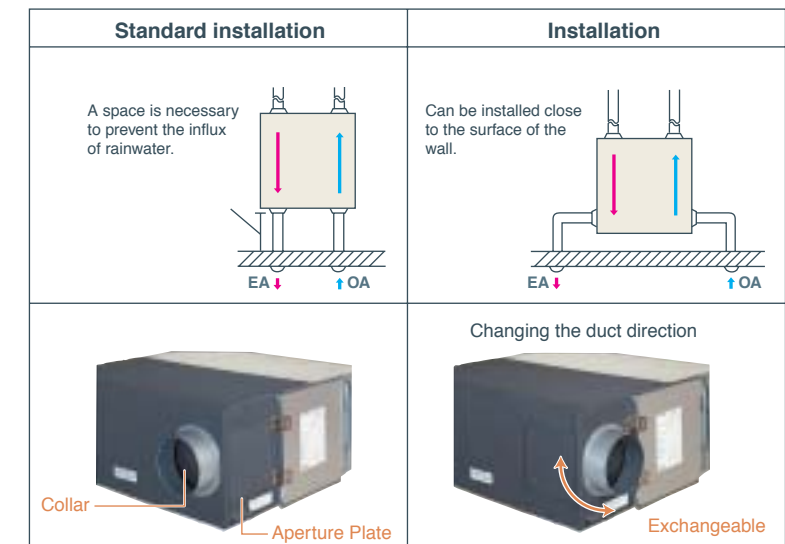 Standard installation
Installation
A space is necessary
to prevent the influx
of rainwater.
EA
OA
Can be installed close
to the surface of the
wall.
EA
OA
Collar
Aperture Plate
Changing the duct direction
Exchangeable